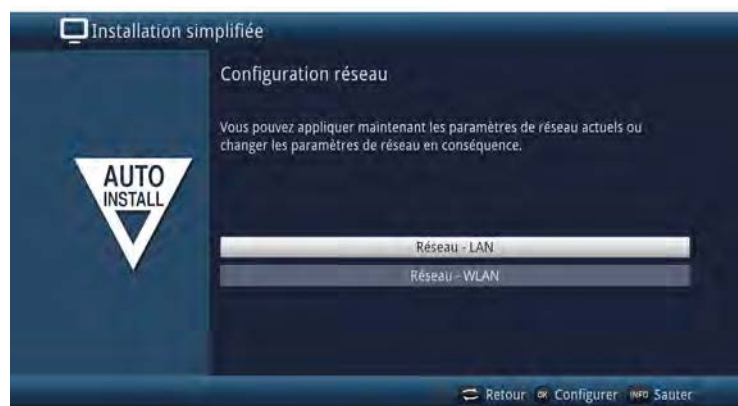 Installation simplifiée
Configuration réseau
Vous pouvez appliquer maintenant les paramètres de réseau actuels ou
changer les paramètres de réseau en conséquence.
AUTO
INSTALL
Réseau - LAN
Réseau - WLAN
Retour OK Configurer INFO Sauter